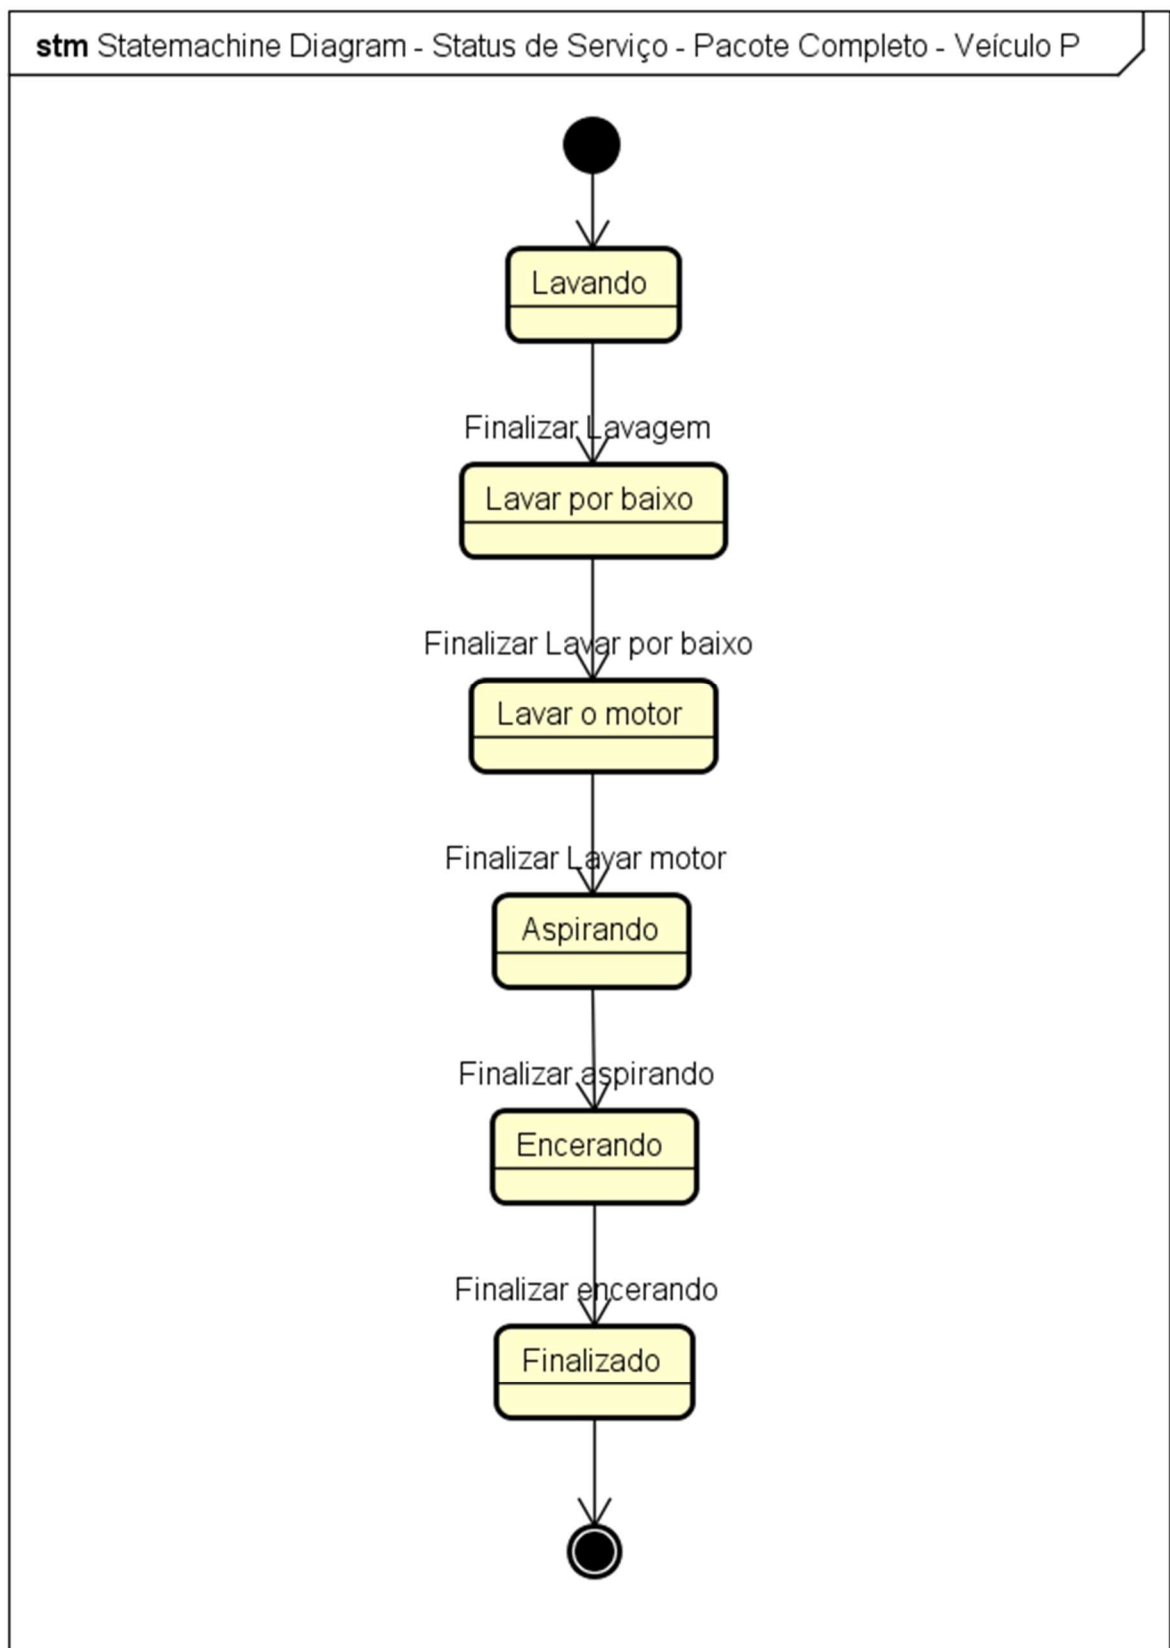 stm Statemachine Diagram - Status de Serviço - Pacote Completo - Veículo P
Lavando
Finalizar Lavagem
Lavar por baixo
Finalizar Lavar por baixo
Lavar o motor
Finalizar Lavar motor
Aspirando
Finalizar aspirando
Encerando
Finalizar encerando
Finalizado